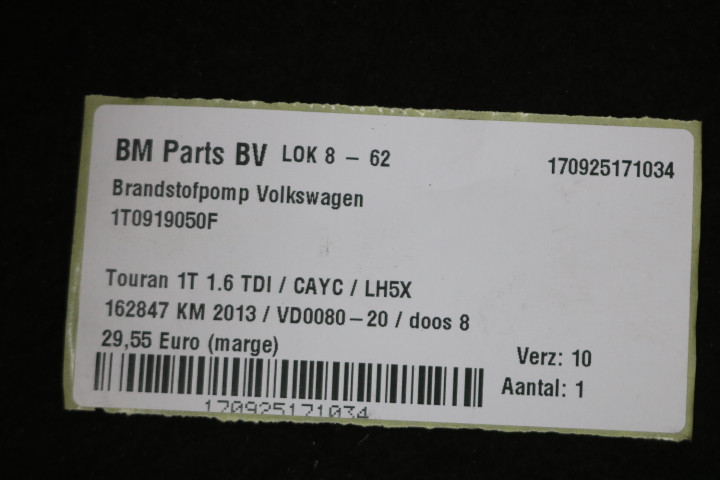 BM Parts BV LOK 8 – 62 170925171034
Brandstofpomp Volkswagen
1T0919050F
Touran 1T 1.6 TDI / CAYC / LH5X
162847 KM 2013 / VD0080–20 / doos 8
29,55 Euro (marge)
Verz: 10
Aantal: 1
170925171034